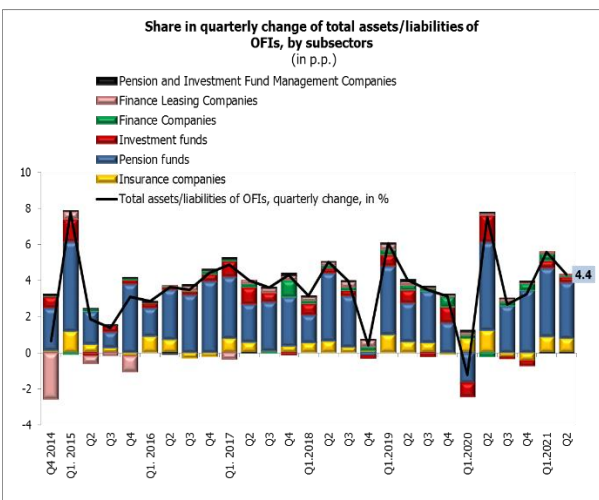 Share in quarterly change of total assets/liabilities of
OFIs, by subsectors
(in p.p.)
Pension and Investment Fund Management Companies
Finance Leasing Companies
Finance Companies
Investment funds
Pension funds
Insurance companies
Total assets/liabilities of OFIs, quarterly change, in %
10
8
6
4.4
4
2
0
-2
-4
Q4 2014
Q1. 2015
Q2
Q3
Q4
Q1. 2016
Q2
Q3
Q4
Q1. 2017
Q2
Q3
Q4
Q1.2018
Q2
Q3
Q4
Q1.2019
Q2
Q3
Q4
Q1.2020
Q2
Q3
Q4
Q1.2021
Q2